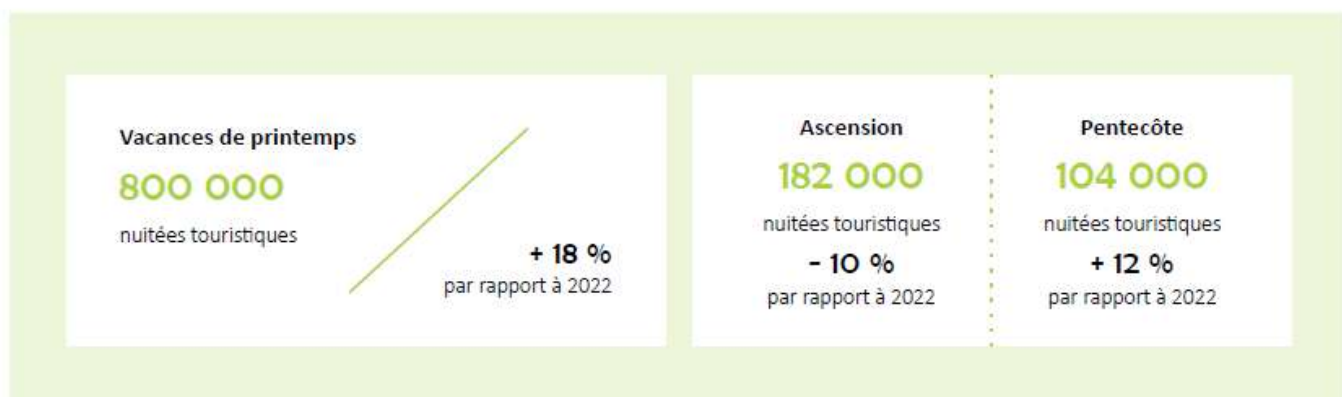 Vacances de printemps
800 000
nuitées touristiques
+ 18 %
par rapport à 2022
Ascension
182 000
nuitées touristiques
- 10 %
par rapport à 2022
Pentecôte
104 000
nuitées touristiques
+ 12 %
par rapport à 2022